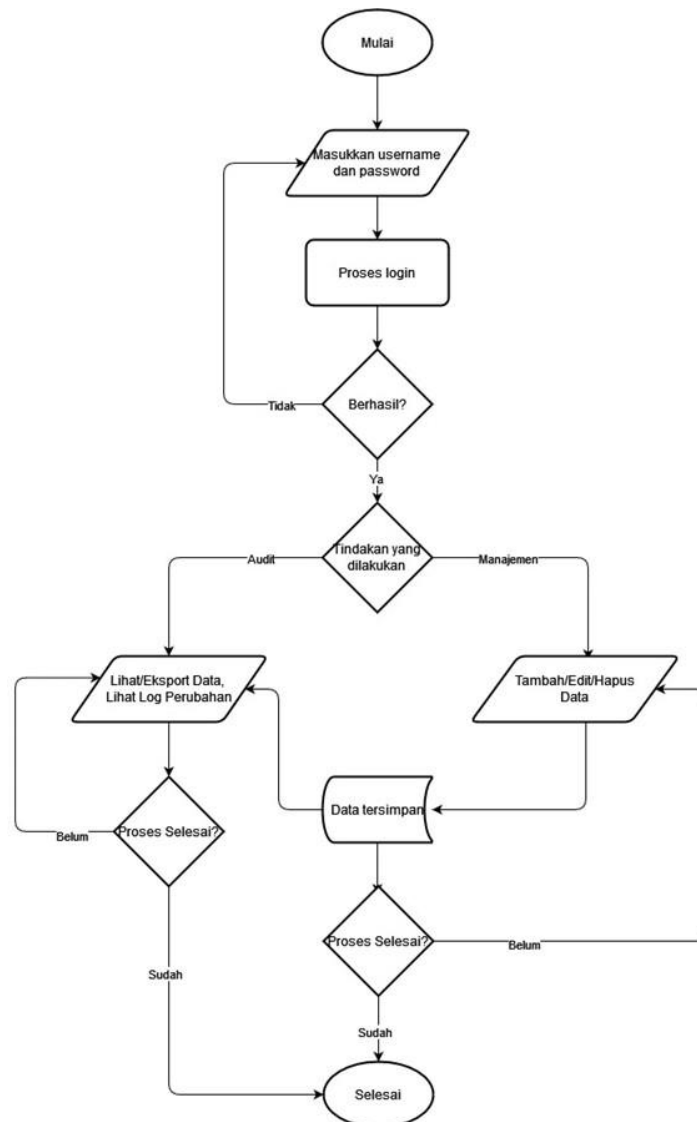 Mulai
Masukkan username
dan password
Proses login
Berhasil?
Tidak
Ya
Tindakan yang
dilakukan
Audit
Manajemen
Lihat/Eksport Data,
Lihat Log Perubahan
Tambah/Edit/Hapus
Data
Data tersimpan
Proses Selesai?
Belum
Proses Selesai?
Belum
Sudah
Sudah
Selesai